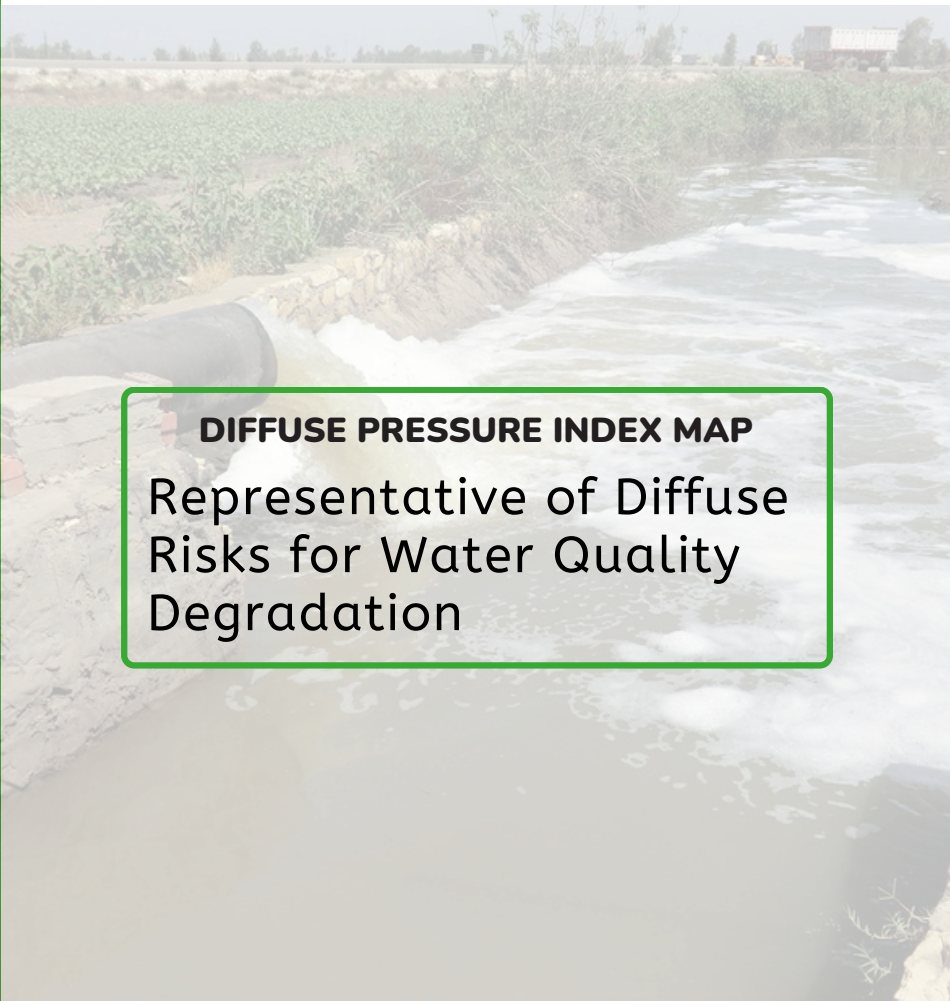 DIFFUSE PRESSURE INDEX MAP
Representative of Diffuse
Risks for Water Quality
Degradation